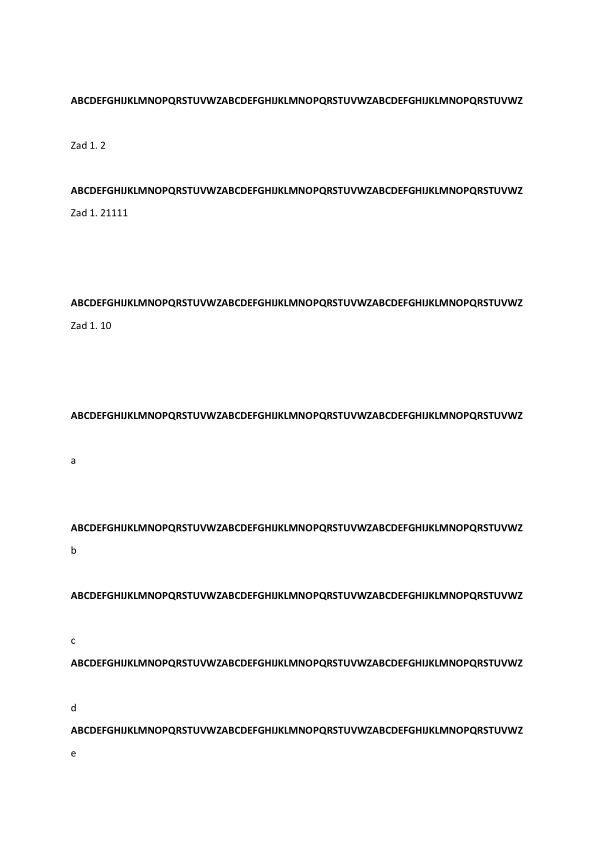 ABCDEFGHIJKLMNOPQRSTUVWZABCDEFGHIJKLMNOPQRSTUVWZABCDEFGHIJKLMNOPQRSTUVWZ
Zad 1. 2
ABCDEFGHIJKLMNOPQRSTUVWZABCDEFGHIJKLMNOPQRSTUVWZABCDEFGHIJKLMNOPQRSTUVWZ
Zad 1. 21111
ABCDEFGHIJKLMNOPQRSTUVWZABCDEFGHIJKLMNOPQRSTUVWZABCDEFGHIJKLMNOPQRSTUVWZ
Zad 1. 10
ABCDEFGHIJKLMNOPQRSTUVWZABCDEFGHIJKLMNOPQRSTUVWZABCDEFGHIJKLMNOPQRSTUVWZ
a
ABCDEFGHIJKLMNOPQRSTUVWZABCDEFGHIJKLMNOPQRSTUVWZABCDEFGHIJKLMNOPQRSTUVWZ
b
ABCDEFGHIJKLMNOPQRSTUVWZABCDEFGHIJKLMNOPQRSTUVWZABCDEFGHIJKLMNOPQRSTUVWZ
c
ABCDEFGHIJKLMNOPQRSTUVWZABCDEFGHIJKLMNOPQRSTUVWZABCDEFGHIJKLMNOPQRSTUVWZ
d
ABCDEFGHIJKLMNOPQRSTUVWZABCDEFGHIJKLMNOPQRSTUVWZABCDEFGHIJKLMNOPQRSTUVWZ
e